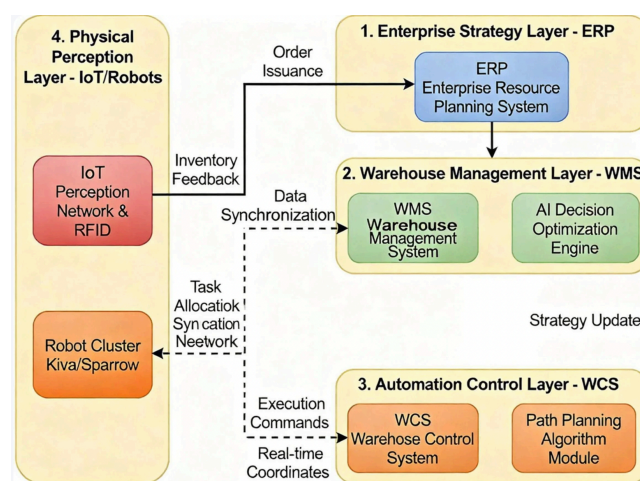 4. Physical
Perception
Layer - IoT/Robots
IoT
Perception
Network &
RFID
Robot Cluster
Kiva/Sparrow
Order
Issuance
Inventory
Feedback
Data
Synchronization
Task
Allocatiok
Syn cation
Neetwork
Execution
Commands
Real-time
Coordinates
1. Enterprise Strategy Layer - ERP
ERP
Enterprise Resource
Planning System
2. Warehouse Management Layer - WMS
WMS
Warehouse
Management
System
AI Decision
Optimization
Engine
Strategy Update
3. Automation Control Layer - WCS
WCS
Warehose Control
System
Path Planning
Algorithm
Module